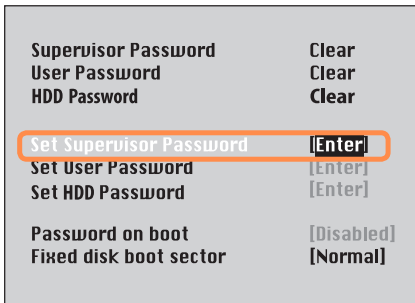 Supervisor Password Clear
User Password Clear
HDD Password Clear
Set Supervisor Password [Enter]
Set User Password [Enter]
Set HDD Password [Enter]
Password on boot [Disabled]
Fixed disk boot sector [Normal]